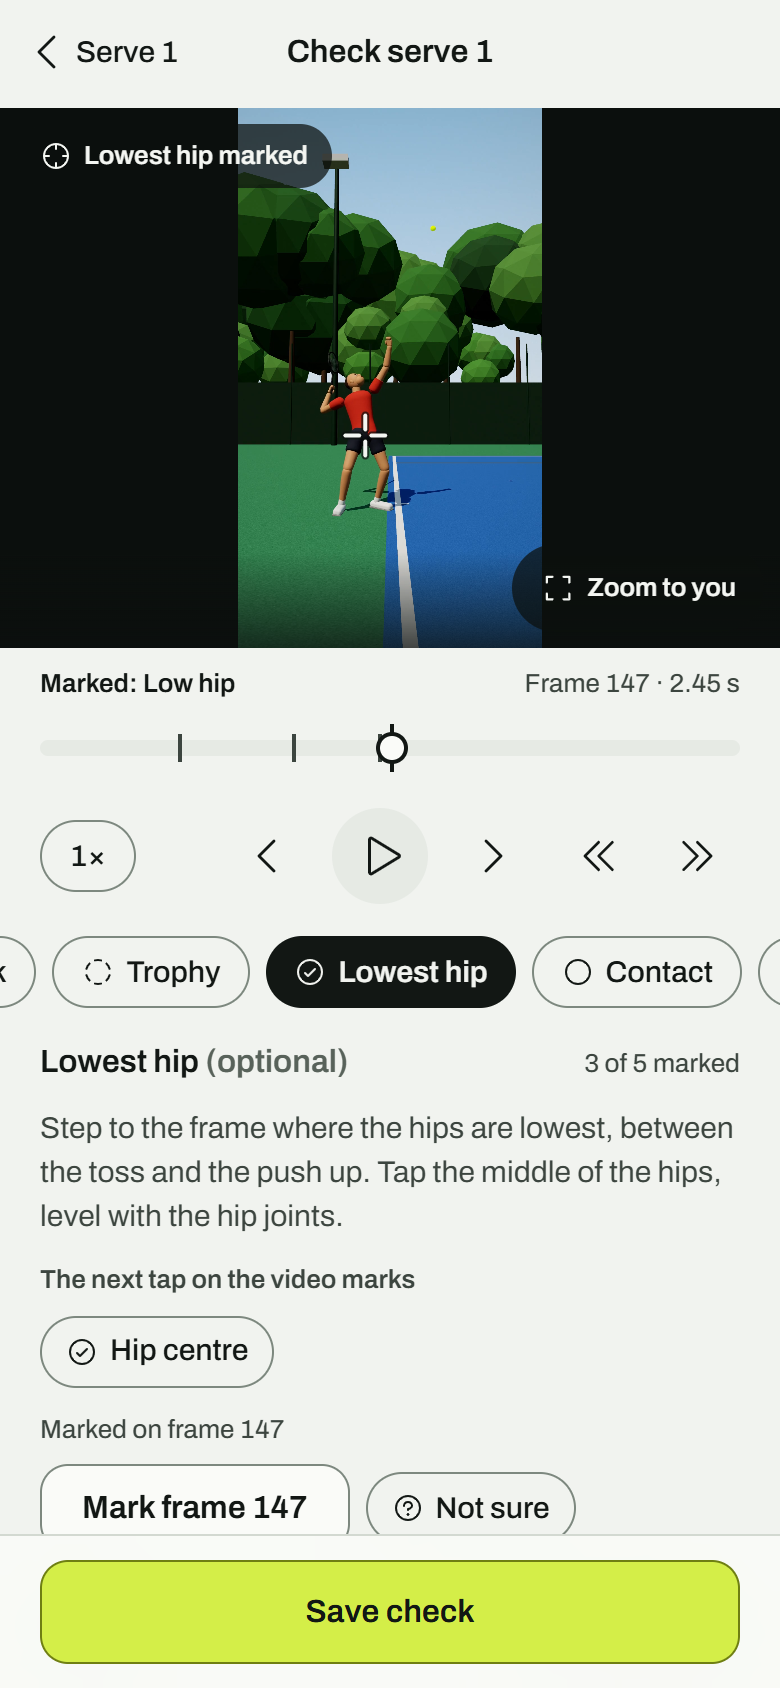 Serve 1
Check serve 1
Lowest hip marked
Zoom to you
Marked: Low hip
Frame 147 · 2.45 s
1×
Trophy
Lowest hip
Contact
Lowest hip (optional)
3 of 5 marked
Step to the frame where the hips are lowest, between
the toss and the push up. Tap the middle of the hips,
level with the hip joints.
The next tap on the video marks
Hip centre
Marked on frame 147
Mark frame 147
Not sure
Save check